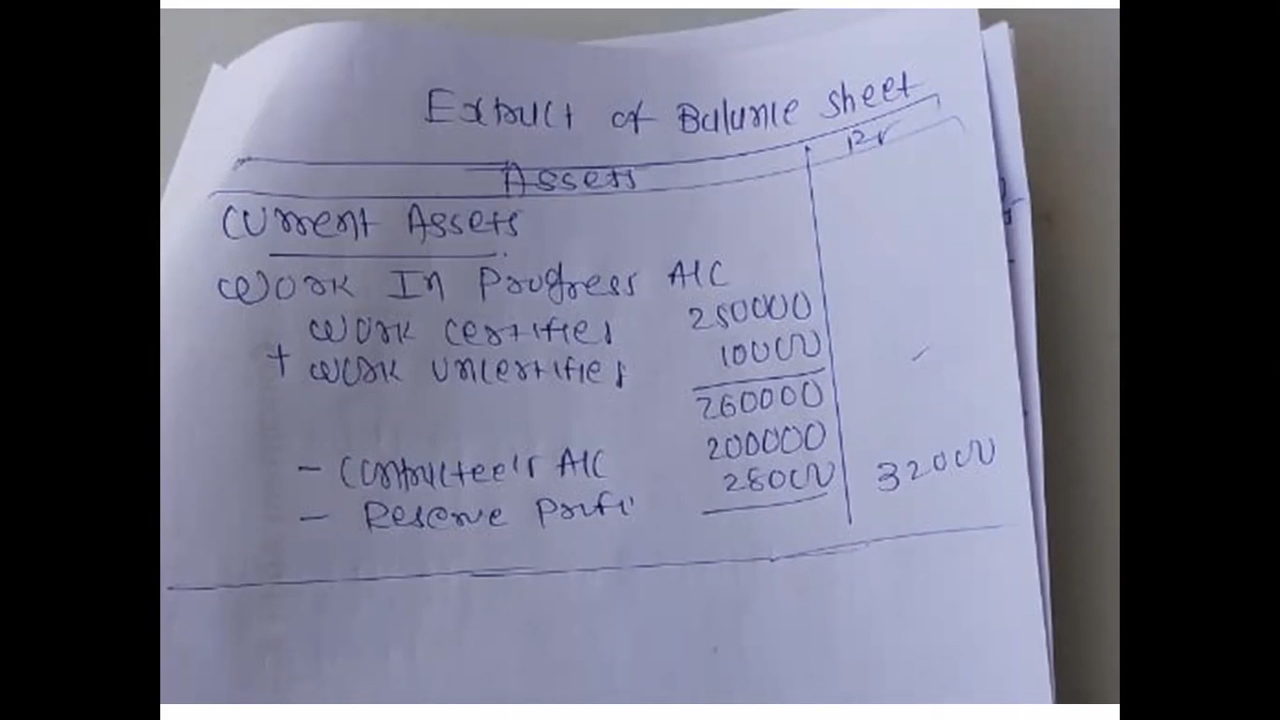 Extract of Balance sheet
Assets Rs
Current Assets
Work In Progress A/C
Work certified 250000
+ Work uncertified 10000
260000
- Contractee's A/C 200000
- Reserve Profit 28000 32000